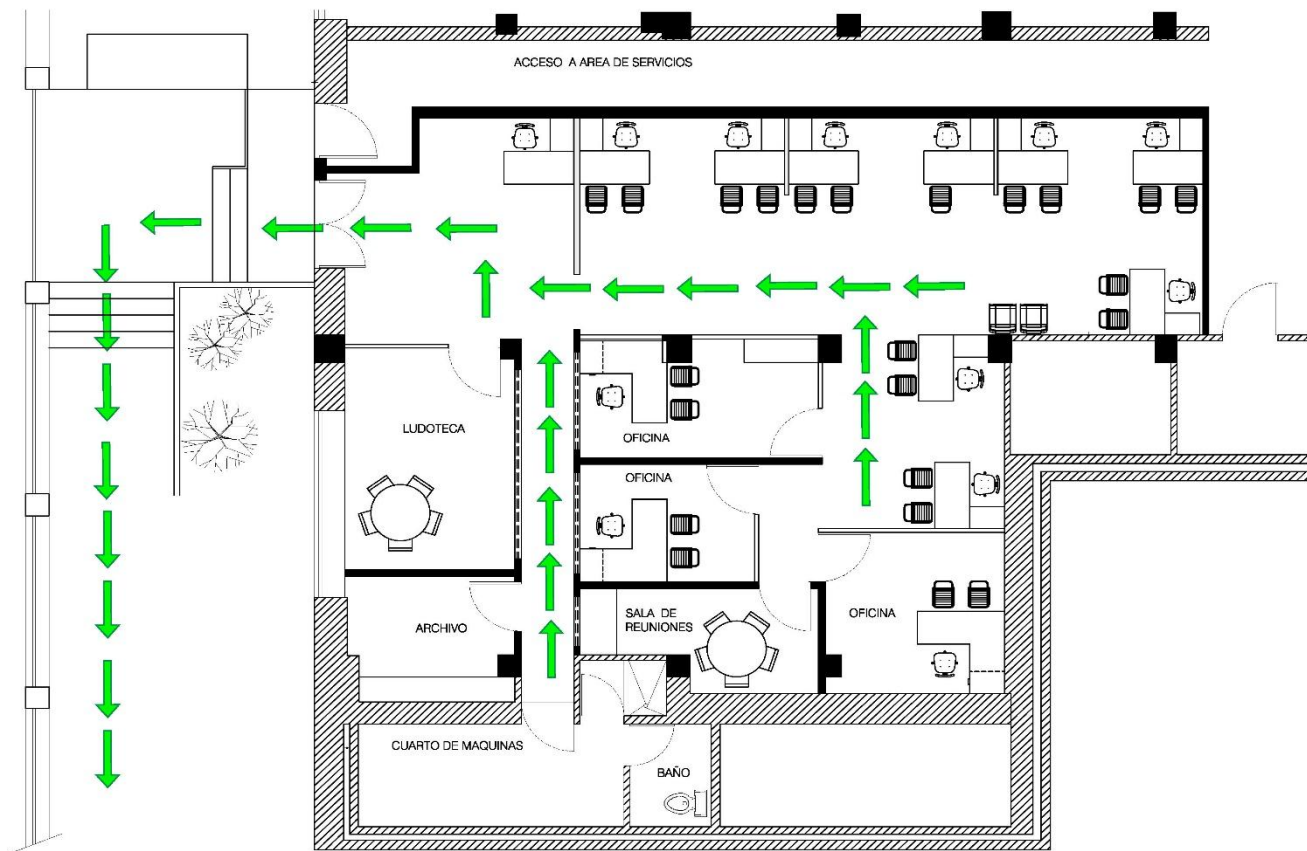 ACCESO A AREA DE SERVICIOS
LUDOTECA
OFICINA
OFICINA
ARCHIVO
SALA DE
REUNIONES
OFICINA
CUARTO DE MAQUINAS
BAÑO